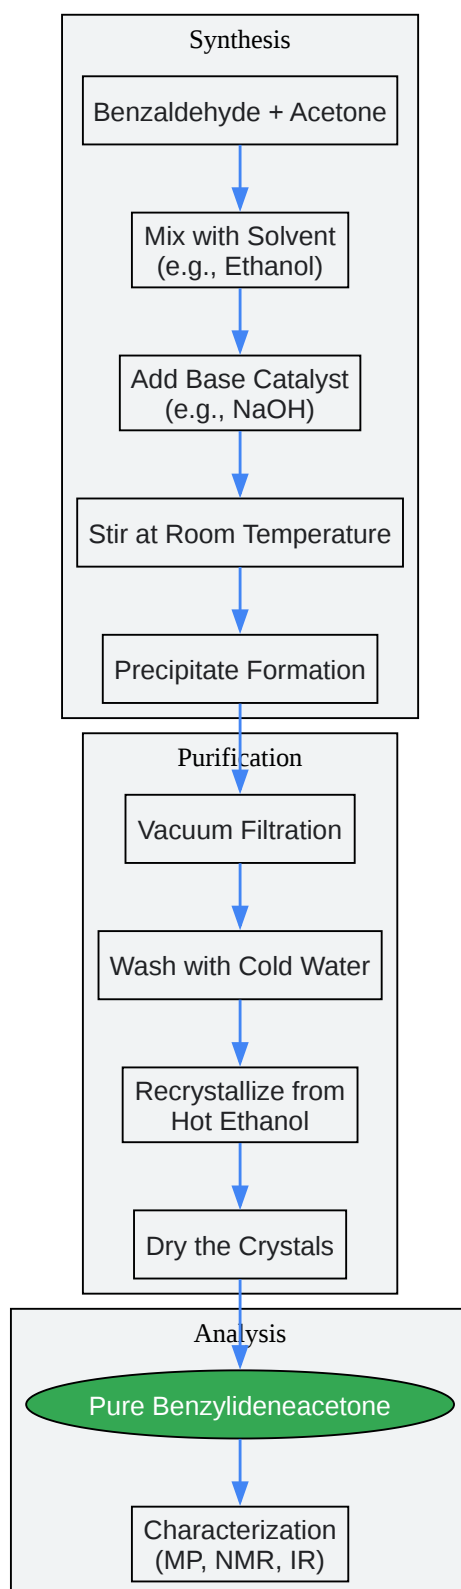 Synthesis
Benzaldehyde + Acetone
Mix with Solvent
(e.g., Ethanol)
Add Base Catalyst
(e.g., NaOH)
Stir at Room Temperature
Precipitate Formation
Purification
Vacuum Filtration
Wash with Cold Water
Recrystallize from
Hot Ethanol
Dry the Crystals
Analysis
Pure Benzylideneacetone
Characterization
(MP, NMR, IR)